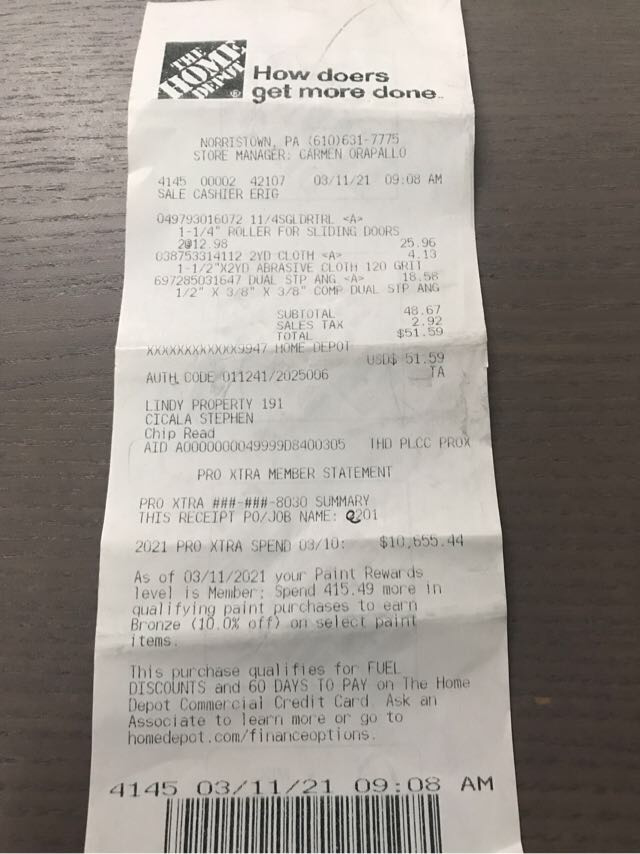 THE
HOME
DEPOT
How doers
get more done.
NORRISTOWN, PA (610)631-7775
STORE MANAGER: CARMEN ORAPALLO
4145 00002 42107 03/11/21 09:08 AM
SALE CASHIER ERIG
049793016072 11/4SGLDRTRL <A>
1-1/4" ROLLER FOR SLIDING DOORS
2@12.98 25.96
038753314112 2YD CLOTH <A> 4.13
1-1/2"X2YD ABRASIVE CLOTH 120 GRIT
697285031647 DUAL STP ANG <A> 18.58
1/2" X 3/8" X 3/8" COMP DUAL STP ANG
SUBTOTAL 48.67
SALES TAX 2.92
TOTAL $51.59
XXXXXXXXXXXX9947 HOME DEPOT
USD$ 51.59
AUTH CODE 011241/2025006 TA
LINDY PROPERTY 191
CICALA STEPHEN
Chip Read
AID A0000000049999D8400305 THD PLCC PROX
PRO XTRA MEMBER STATEMENT
PRO XTRA ###-###-8030 SUMMARY
THIS RECEIPT PO/JOB NAME: 201
2021 PRO XTRA SPEND 03/10: $10,655.44
As of 03/11/2021 your Paint Rewards
level is Member; Spend 415.49 more in
qualifying paint purchases to earn
Bronze (10.0% off) on select paint
items.
This purchase qualifies for FUEL
DISCOUNTS and 60 DAYS TO PAY on The Home
Depot Commercial Credit Card. Ask an
Associate to learn more or go to
homedepot.com/financeoptions.
4145 03/11/21 09:08 AM